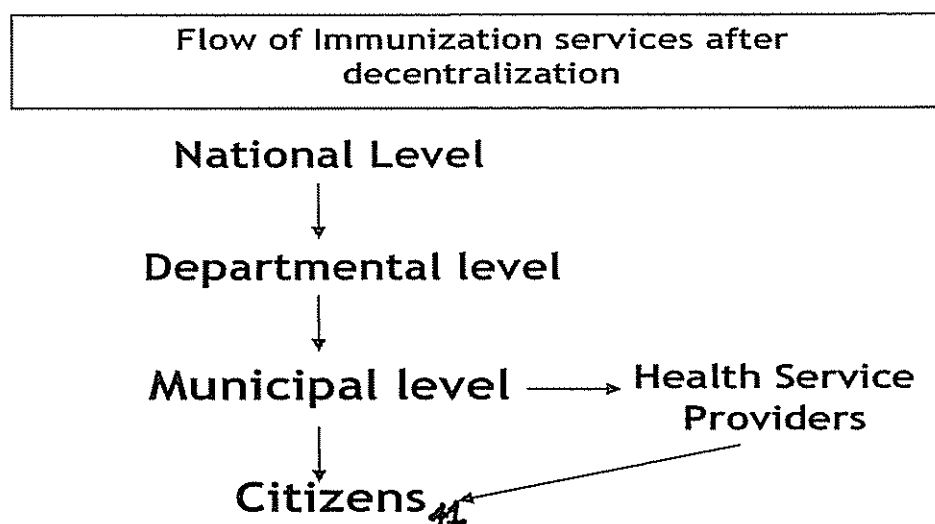 Flow of Immunization services after
decentralization
National Level
Departmental level
Municipal level
Health Service
Providers
Citizens 41